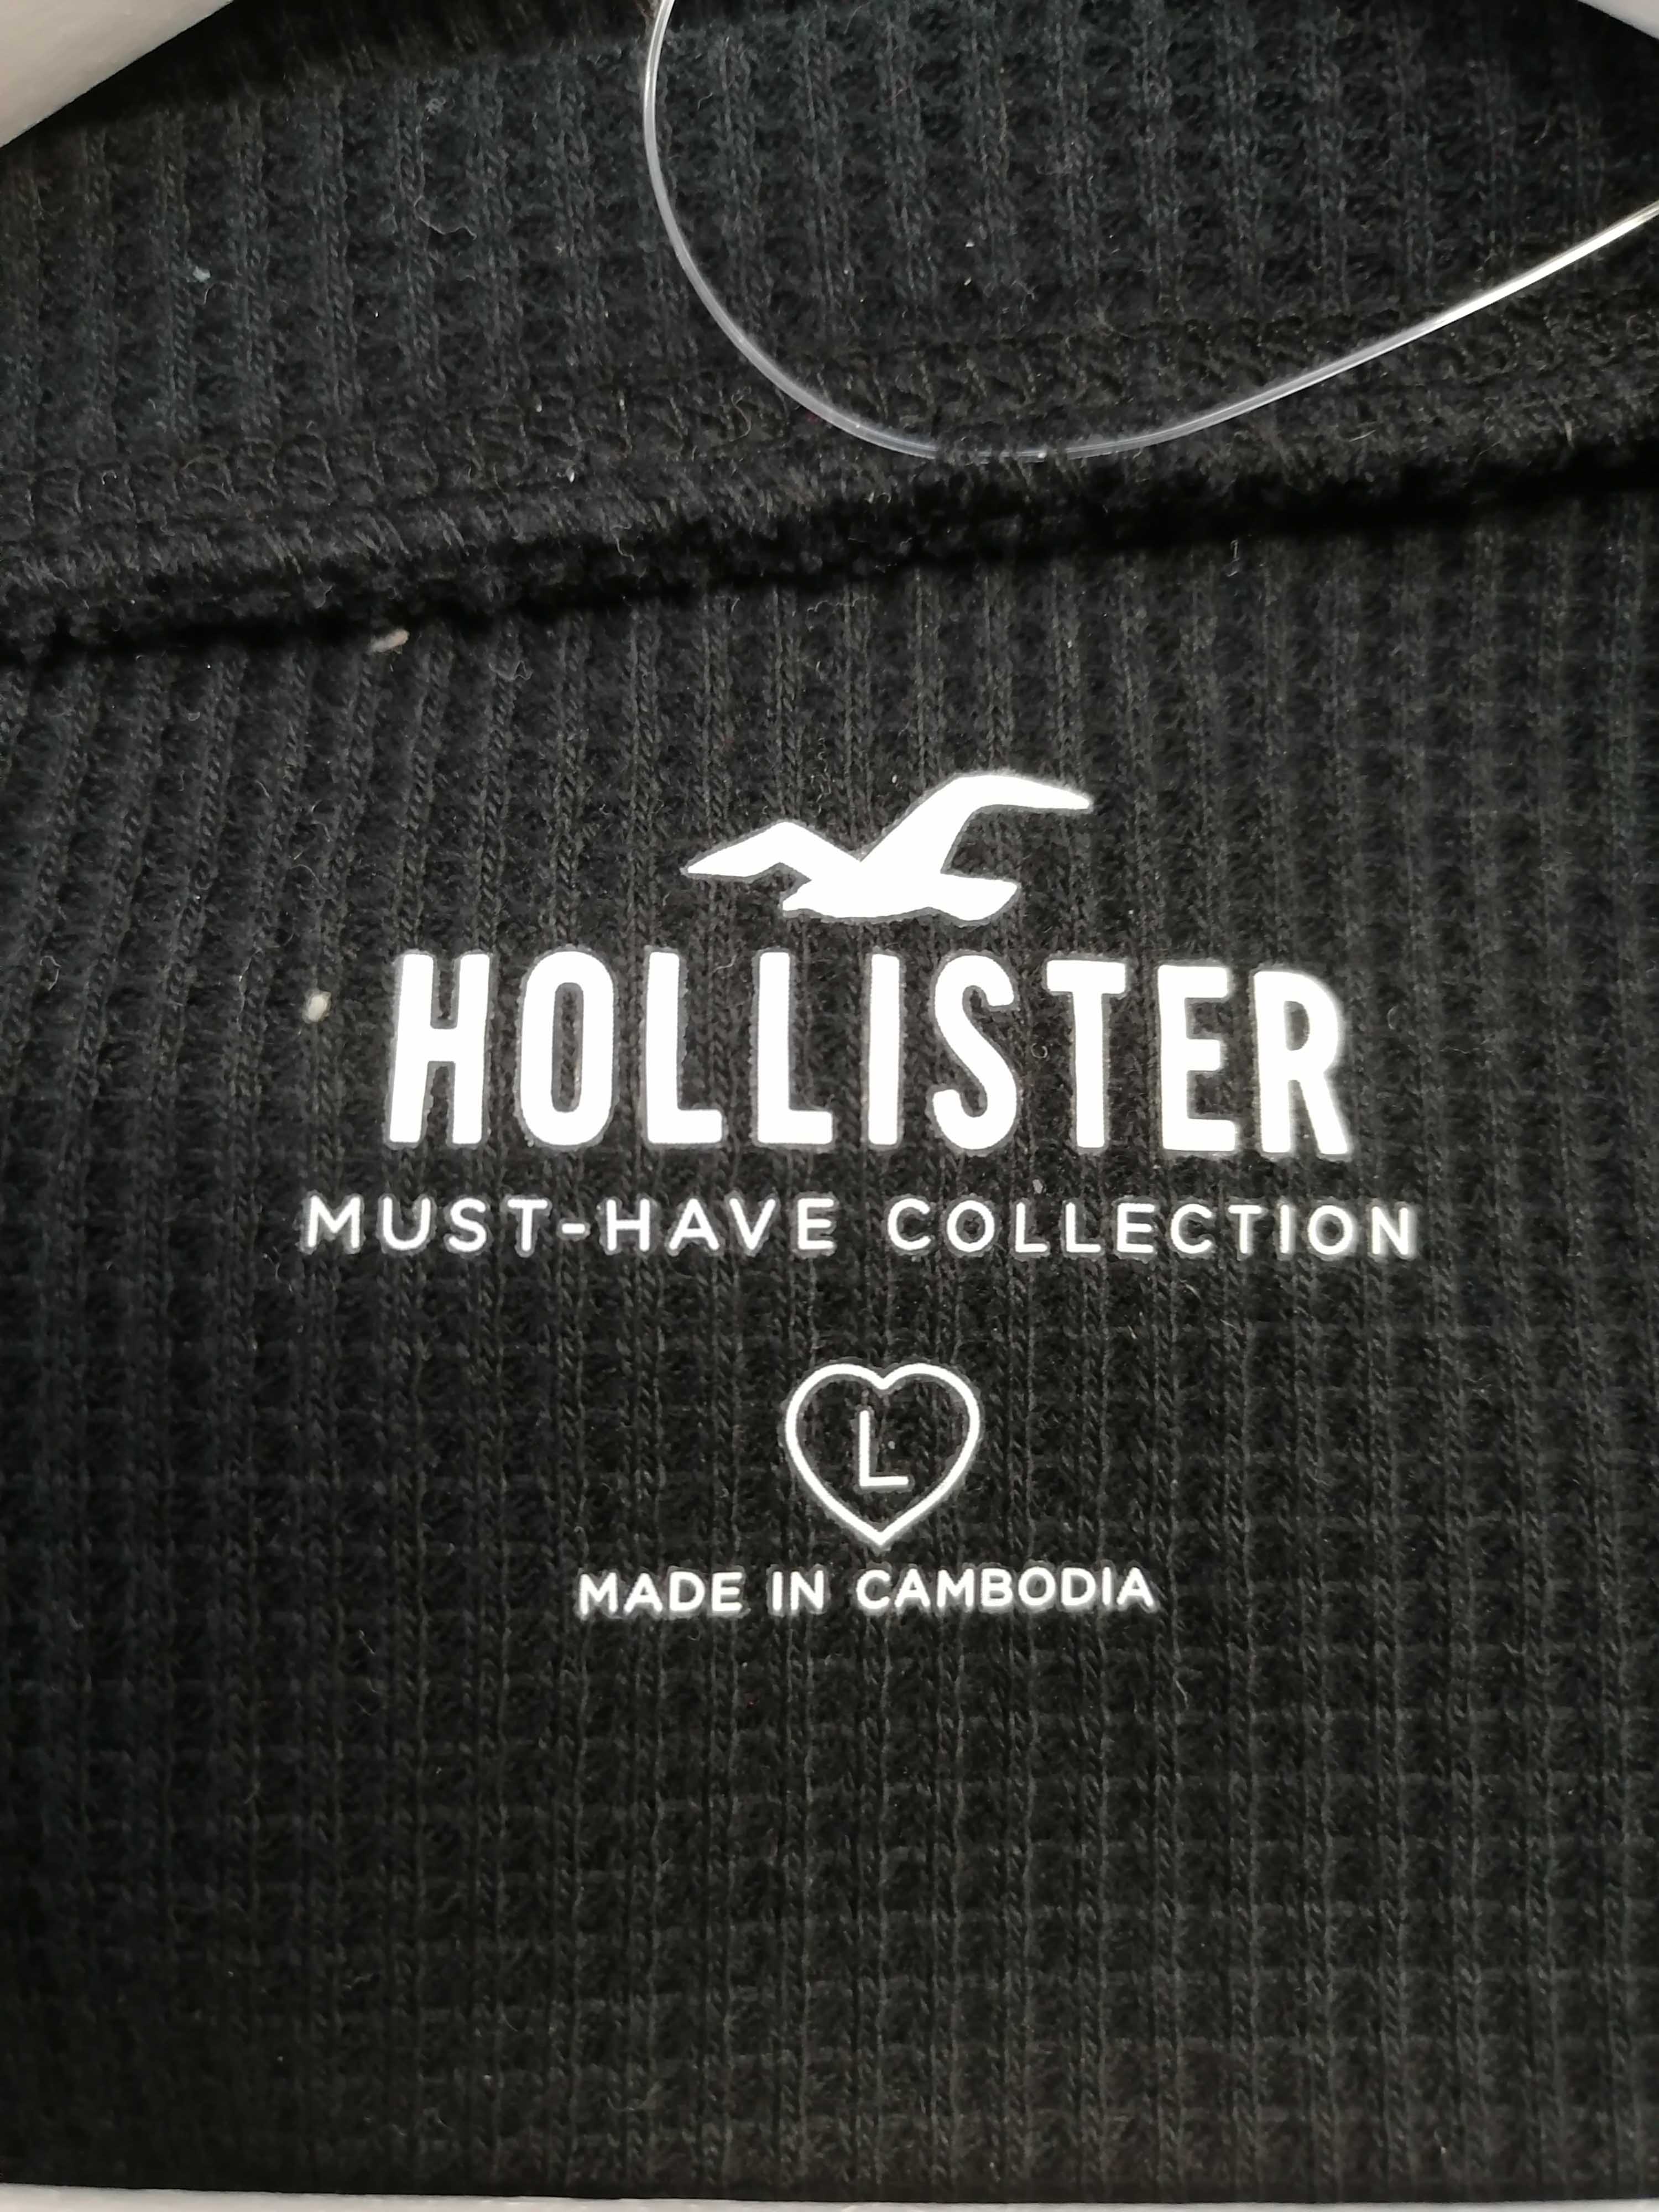 HOLLISTER
MUST-HAVE COLLECTION
L
MADE IN CAMBODIA